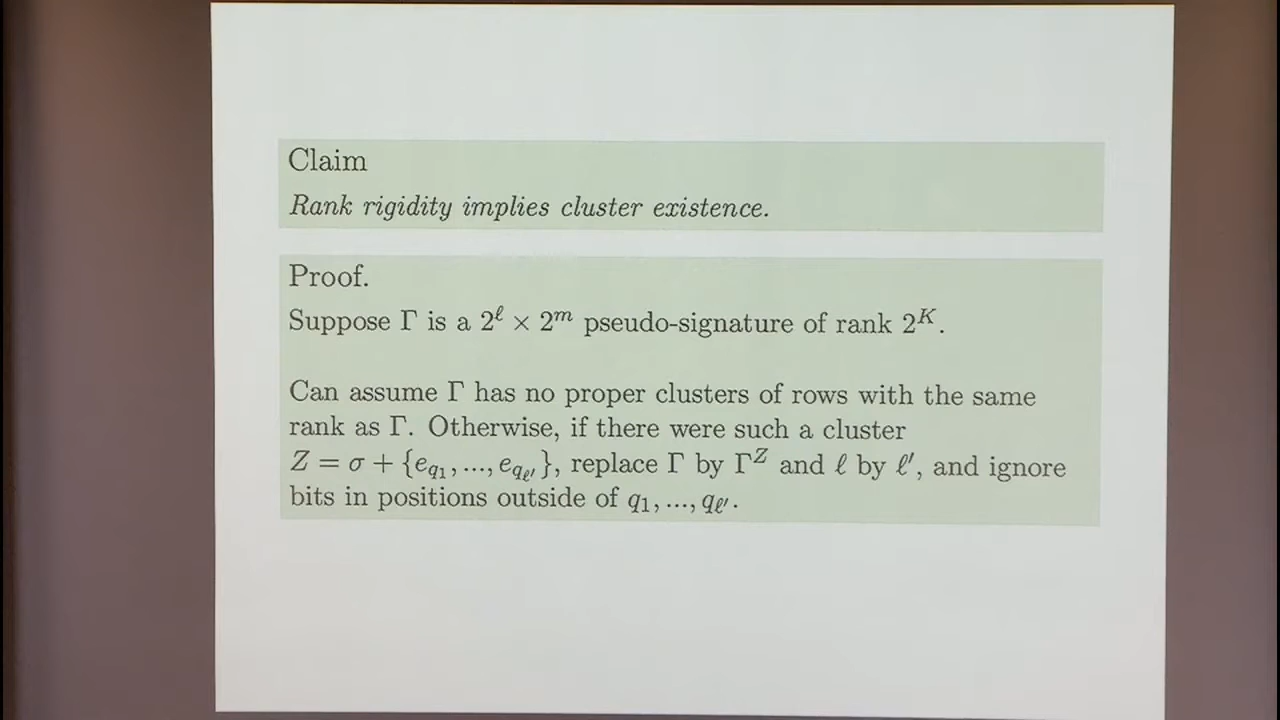 Claim
Rank rigidity implies cluster existence.
Proof.
Suppose Γ is a 2^ℓ × 2^m pseudo-signature of rank 2^K.
Can assume Γ has no proper clusters of rows with the same
rank as Γ. Otherwise, if there were such a cluster
Z = σ + {e_{q_1}, ..., e_{q_{ℓ′}}}, replace Γ by Γ^Z and ℓ by ℓ′, and ignore
bits in positions outside of q_1, ..., q_{ℓ′}.